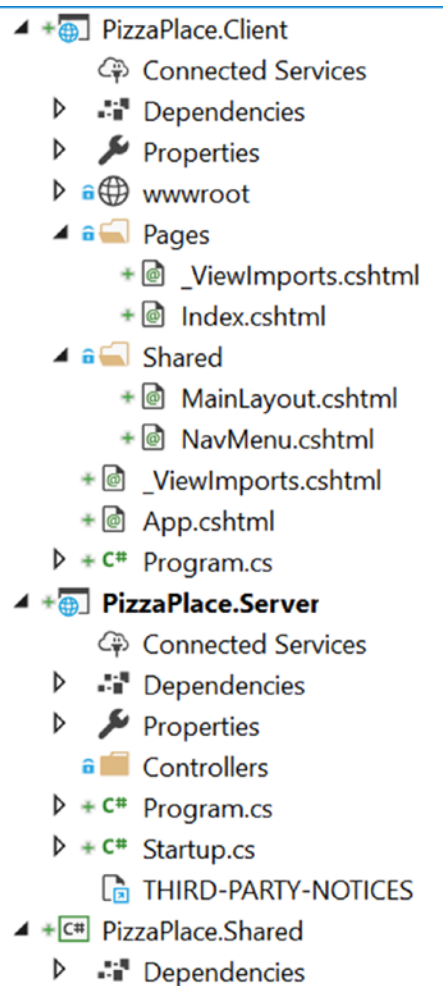 PizzaPlace.Client
Connected Services
Dependencies
Properties
wwwroot
Pages
_ViewImports.cshtml
Index.cshtml
Shared
MainLayout.cshtml
NavMenu.cshtml
_ViewImports.cshtml
App.cshtml
C# Program.cs
PizzaPlace.Server
Connected Services
Dependencies
Properties
Controllers
C# Program.cs
C# Startup.cs
THIRD-PARTY-NOTICES
C# PizzaPlace.Shared
Dependencies